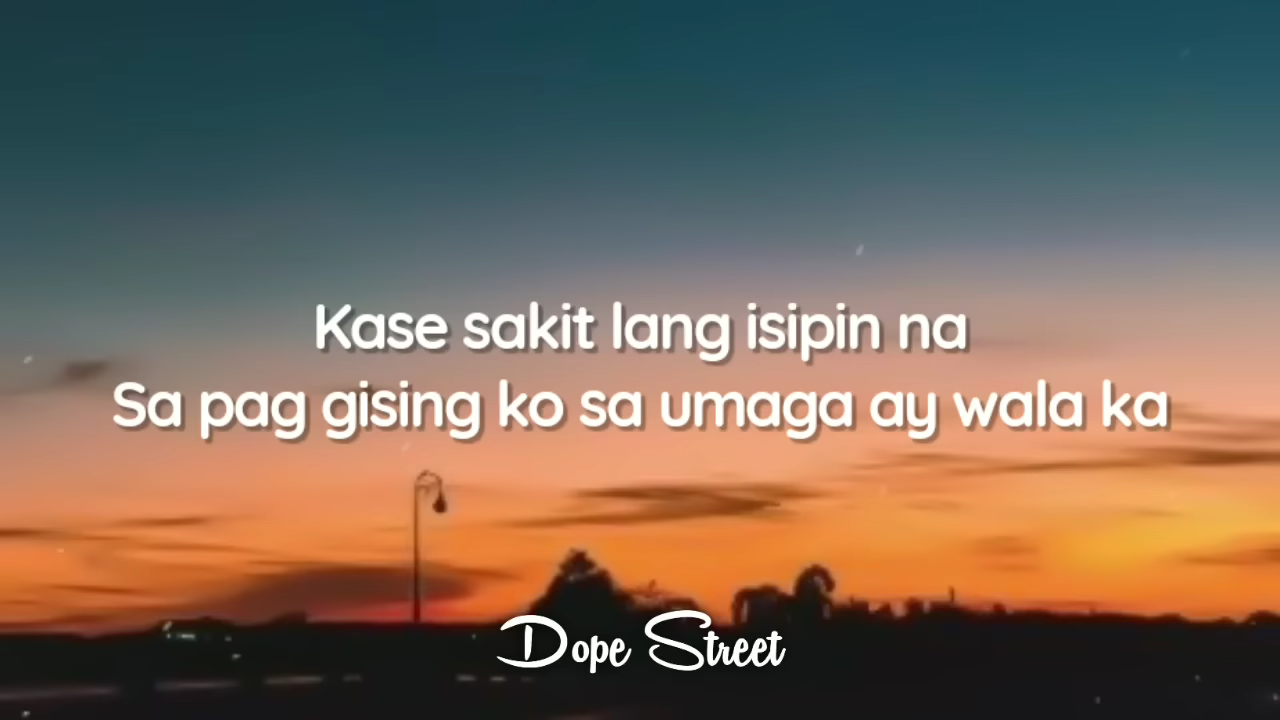 Kase sakit lang isipin na
Sa pag gising ko sa umaga ay wala ka
Dope Street